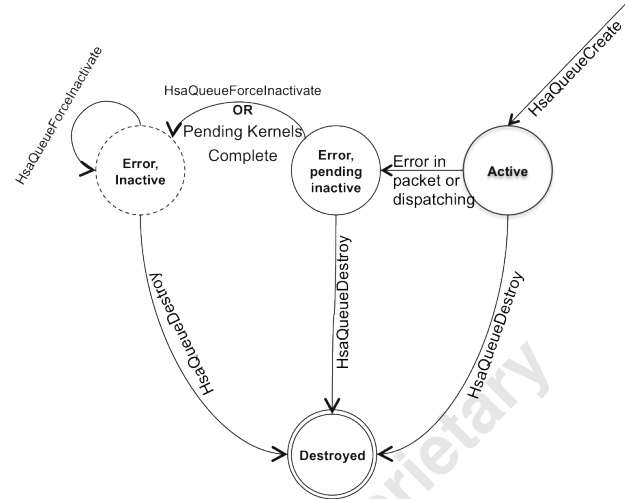 HsaQueueCreate
HsaQueueForceInactivate
HsaQueueForceInactivate
OR
Pending Kernels
Complete
Error,
Inactive
Error,
pending
inactive
Error in
packet or
dispatching
Active
HsaQueueDestroy
HsaQueueDestroy
HsaQueueDestroy
Destroyed